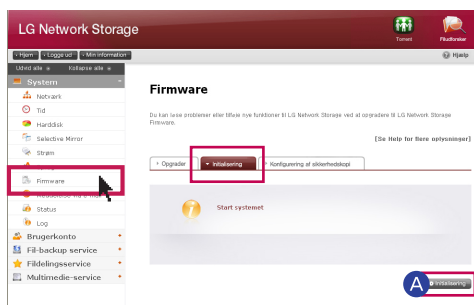 LG Network Storage
Torrent
Filudforsker
Hjem
Logge ud
Min information
Hjælp
Udvid alle
Kollapse alle
System
Netværk
Tid
Harddisk
Selective Mirror
Strøm
Firmware
Status
Log
Brugerkonto
Fil-backup service
Fildelingsservice
Multimedie-service
Firmware
Du kan løse problemer eller tilføje nye funktioner til LG Network Storage ved at opgradere til LG Network Storage
Firmware.
[Se Help for flere oplysninger]
Opgrader
Initialisering
Konfigurering af sikkerhedskopi
Start systemet
A
Initialisering